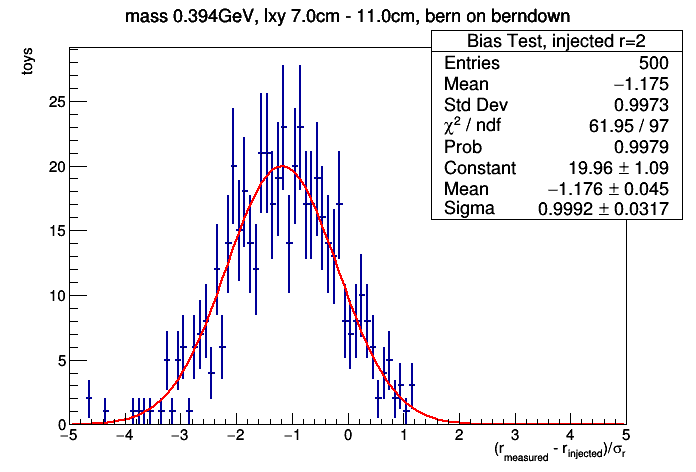 mass 0.394GeV, lxy 7.0cm - 11.0cm, bern on berndown
toys
Bias Test, injected r=2
Entries 500
Mean −1.175
Std Dev 0.9973
χ² / ndf 61.95 / 97
Prob 0.9979
Constant 19.96 ± 1.09
Mean −1.176 ± 0.045
Sigma 0.9992 ± 0.0317
25
20
15
10
5
0
−5 −4 −3 −2 −1 0 1 2 3 4 5
(r_measured - r_injected)/σ_r